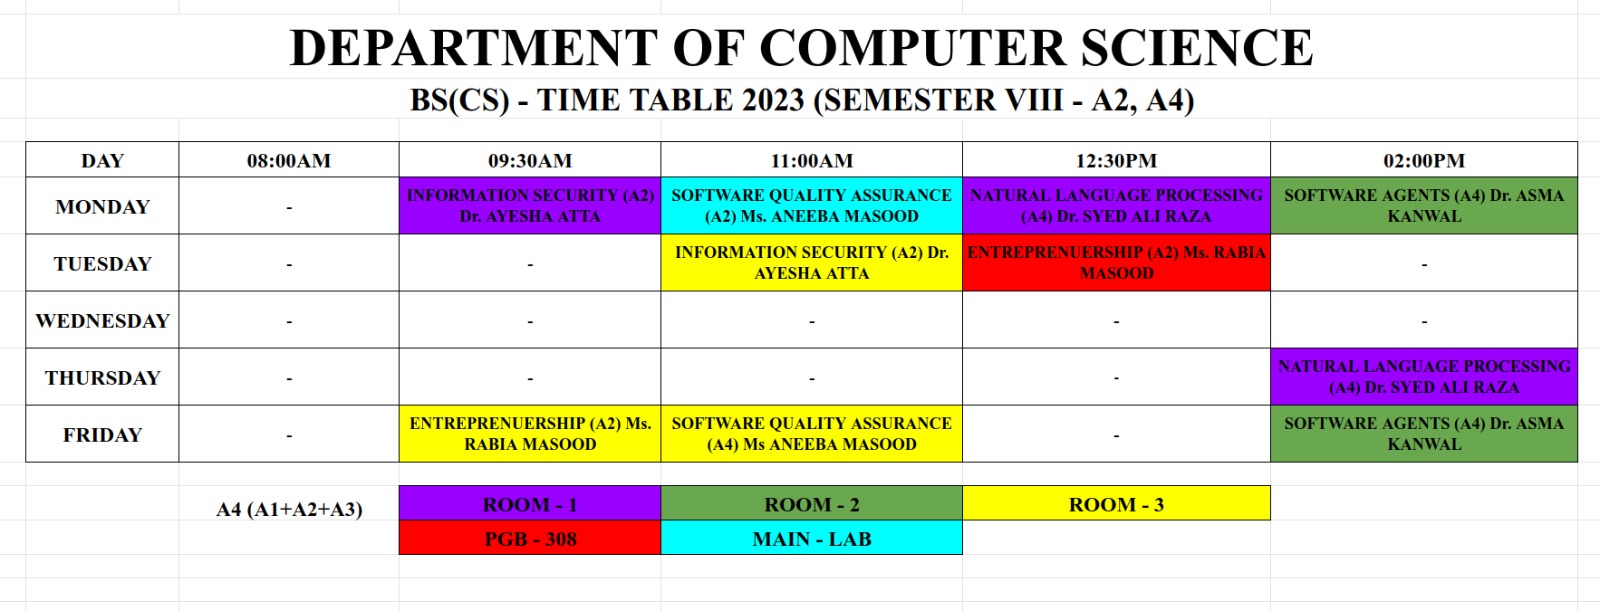 DEPARTMENT OF COMPUTER SCIENCE
BS(CS) - TIME TABLE 2023 (SEMESTER VIII - A2, A4)
DAY 08:00AM 09:30AM 11:00AM 12:30PM 02:00PM
MONDAY - INFORMATION SECURITY (A2) SOFTWARE QUALITY ASSURANCE NATURAL LANGUAGE PROCESSING SOFTWARE AGENTS (A4) Dr. ASMA
Dr. AYESHA ATTA (A2) Ms. ANEEBA MASOOD (A4) Dr. SYED ALI RAZA KANWAL
TUESDAY - - INFORMATION SECURITY (A2) Dr. ENTREPRENUERSHIP (A2) Ms. RABIA -
AYESHA ATTA MASOOD
WEDNESDAY - - - - -
THURSDAY - - - - NATURAL LANGUAGE PROCESSING
(A4) Dr. SYED ALI RAZA
FRIDAY - ENTREPRENUERSHIP (A2) Ms. SOFTWARE QUALITY ASSURANCE - SOFTWARE AGENTS (A4) Dr. ASMA
RABIA MASOOD (A4) Ms ANEEBA MASOOD KANWAL
A4 (A1+A2+A3) ROOM - 1 ROOM - 2 ROOM - 3
PGB - 308 MAIN - LAB